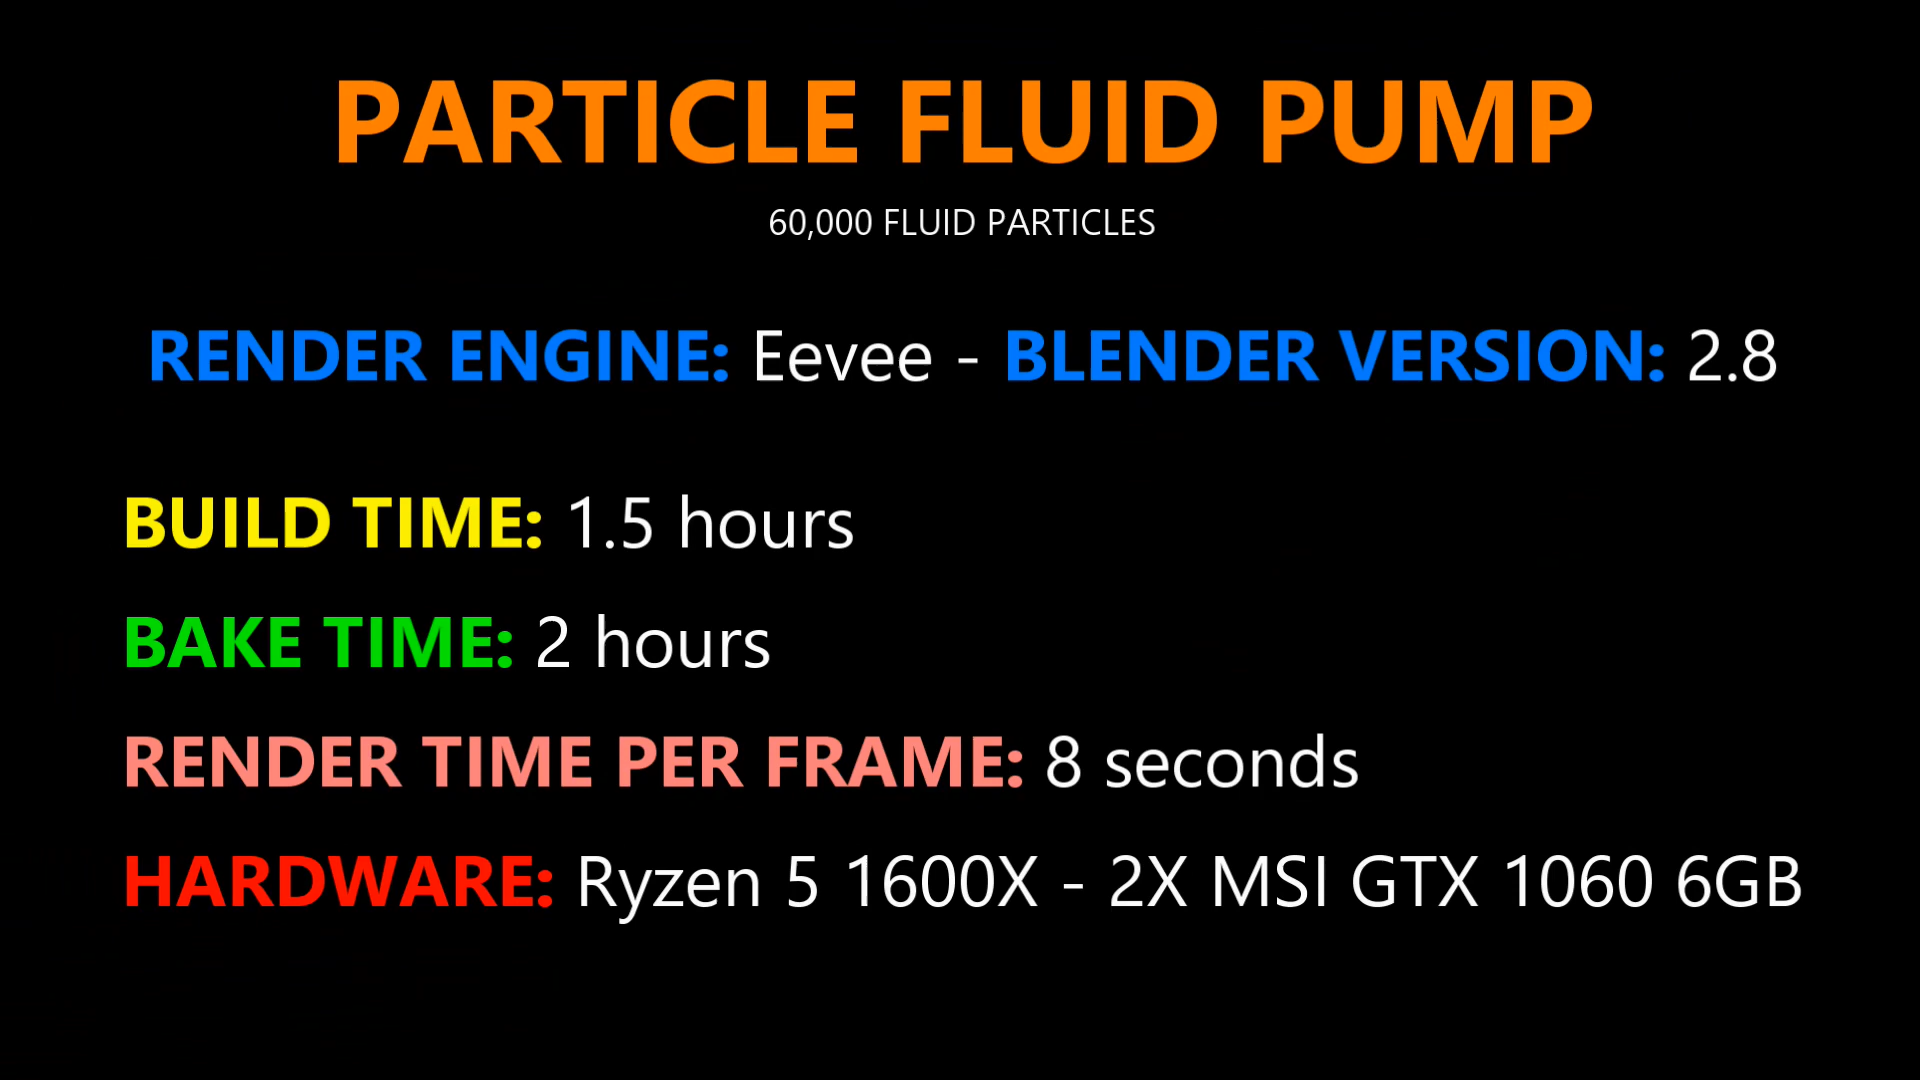 PARTICLE FLUID PUMP
60,000 FLUID PARTICLES
RENDER ENGINE: Eevee - BLENDER VERSION: 2.8
BUILD TIME: 1.5 hours
BAKE TIME: 2 hours
RENDER TIME PER FRAME: 8 seconds
HARDWARE: Ryzen 5 1600X - 2X MSI GTX 1060 6GB